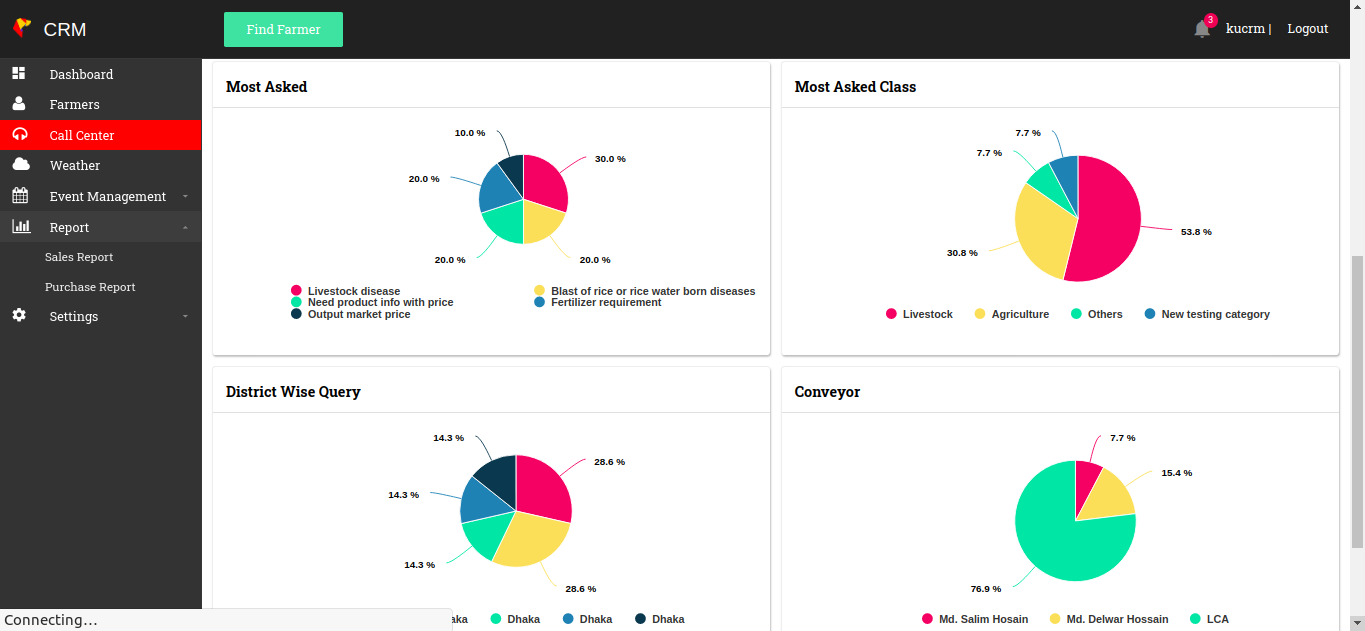 CRM
Find Farmer
3
kucrm |
Logout
Dashboard
Farmers
Call Center
Weather
Event Management
Report
Sales Report
Purchase Report
Settings
Most Asked
10.0 %
30.0 %
20.0 %
20.0 %
20.0 %
Livestock disease
Blast of rice or rice water born diseases
Need product info with price
Fertilizer requirement
Output market price
Most Asked Class
7.7 %
7.7 %
53.8 %
30.8 %
Livestock
Agriculture
Others
New testing category
District Wise Query
14.3 %
28.6 %
14.3 %
14.3 %
28.6 %
Dhaka
Dhaka
Dhaka
Conveyor
7.7 %
15.4 %
76.9 %
Md. Salim Hosain
Md. Delwar Hossain
LCA
Connecting…